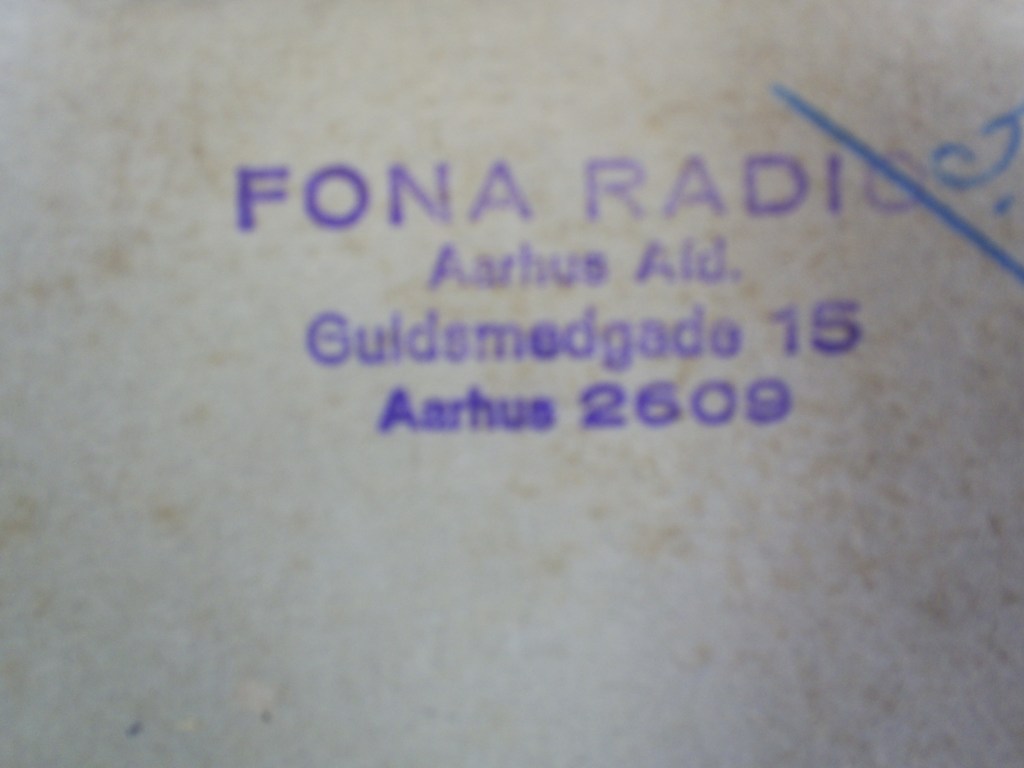 FONA RADIO
Aarhus Afd.
Guldsmedgade 15
Aarhus 2609